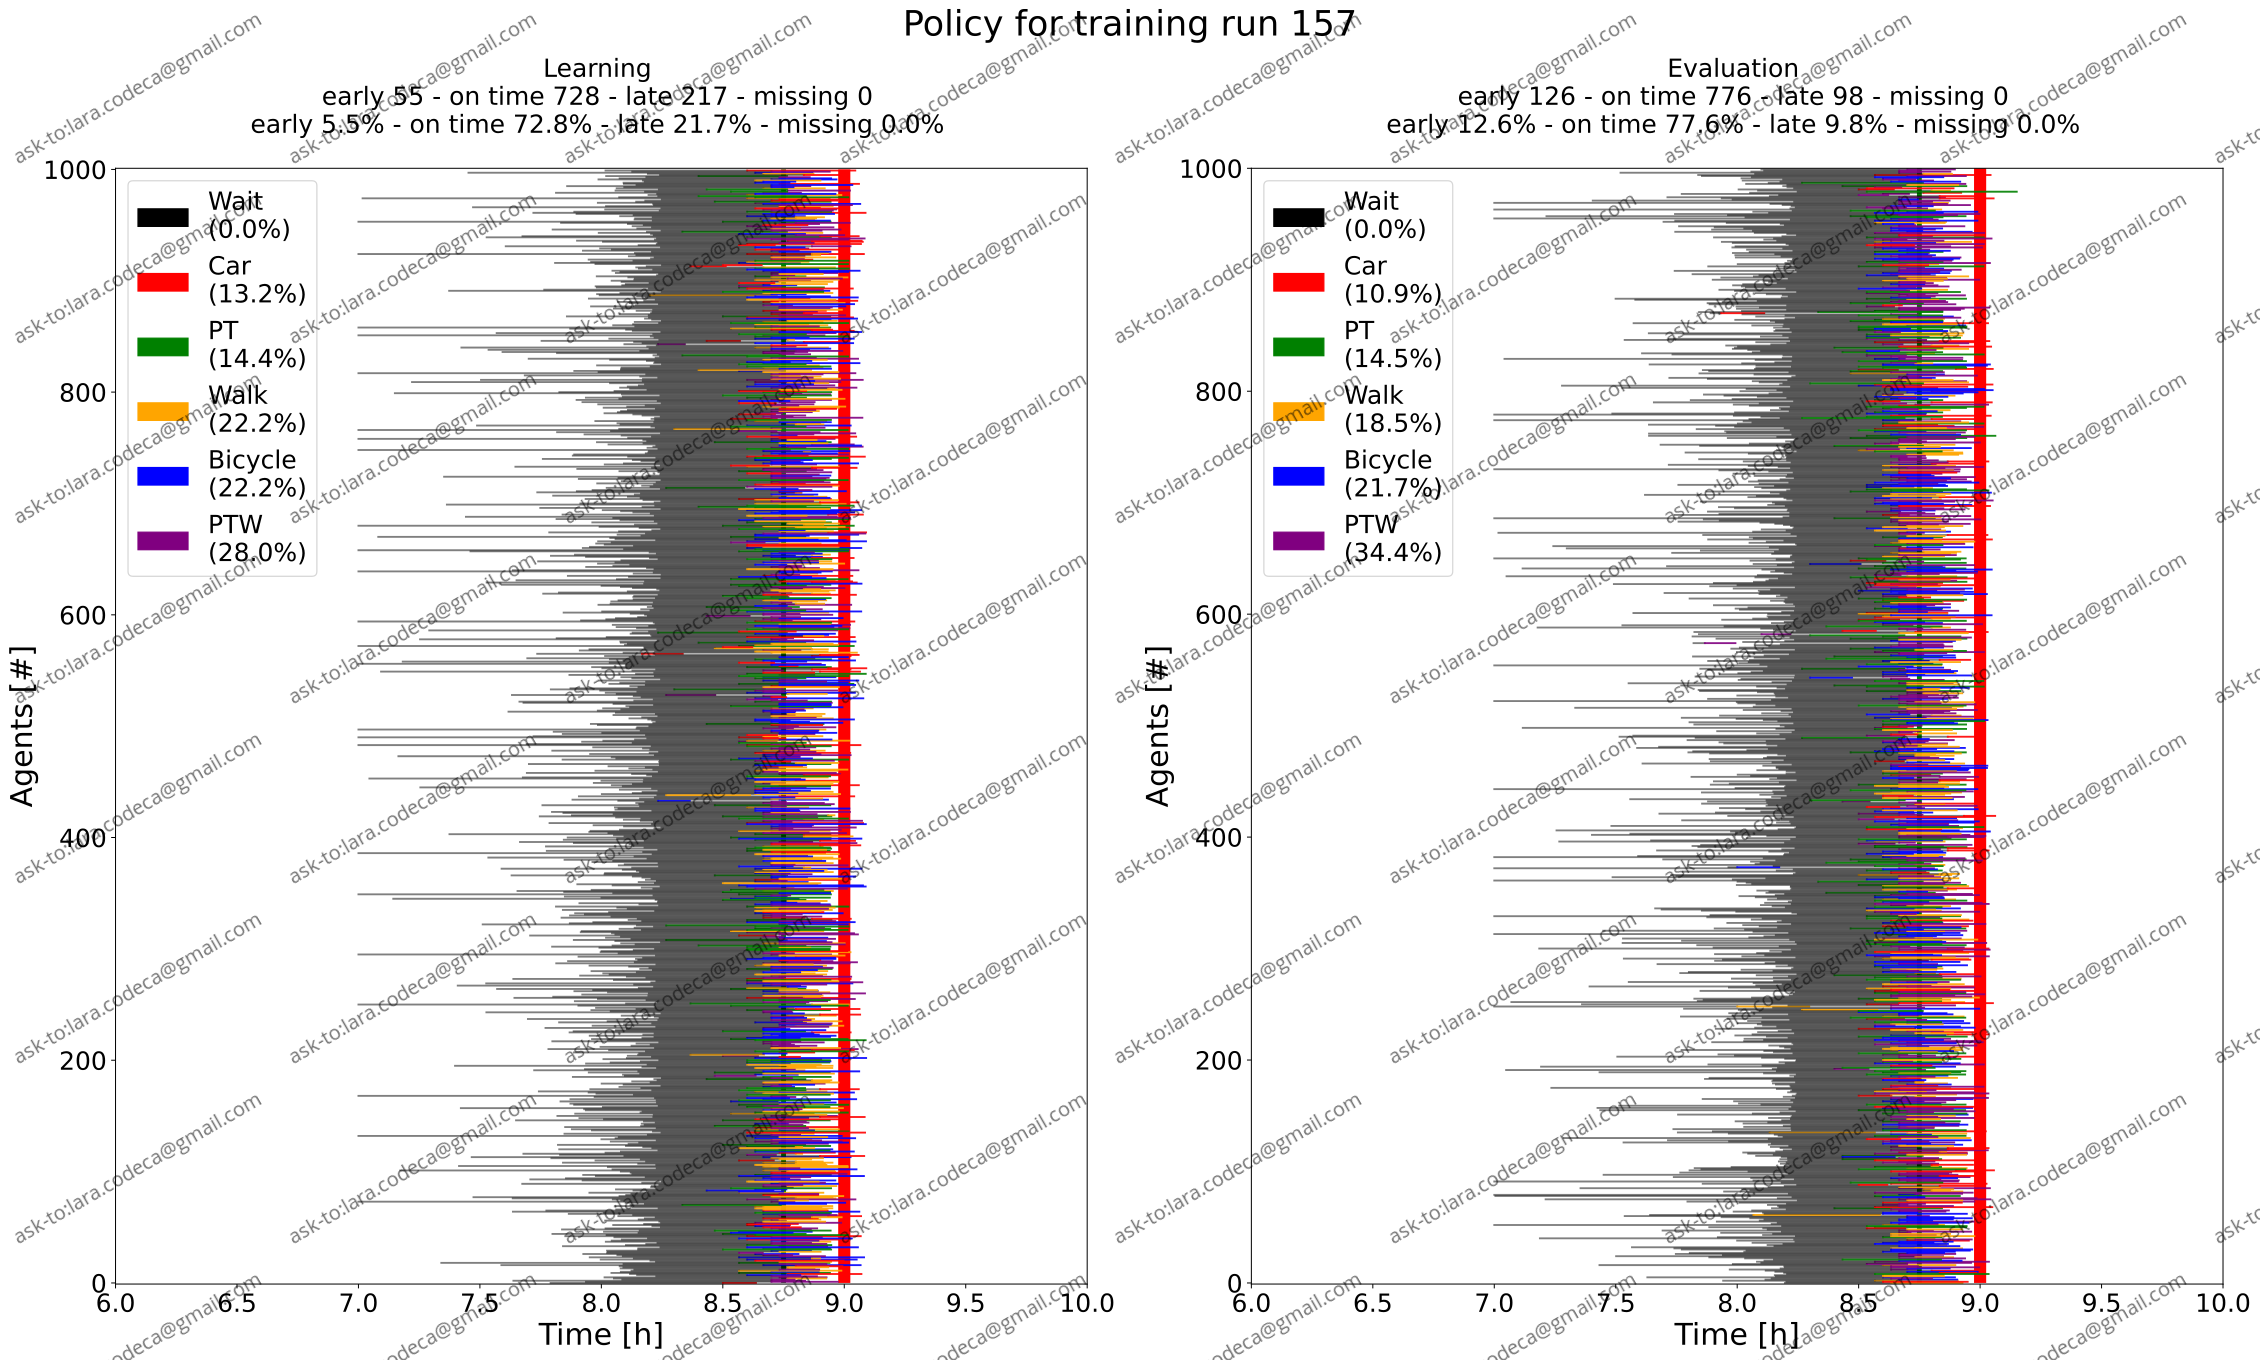 Policy for training run 157
Learning
early 55 - on time 728 - late 217 - missing 0
early 5.5% - on time 72.8% - late 21.7% - missing 0.0%
1000
800
600
400
200
0
Agents [#]
Wait
(0.0%)
Car
(13.2%)
PT
(14.4%)
Walk
(22.2%)
Bicycle
(22.2%)
PTW
(28.0%)
6.0 6.5 7.0 7.5 8.0 8.5 9.0 9.5 10.0
Time [h]
Evaluation
early 126 - on time 776 - late 98 - missing 0
early 12.6% - on time 77.6% - late 9.8% - missing 0.0%
1000
800
600
400
200
0
Agents [#]
Wait
(0.0%)
Car
(10.9%)
PT
(14.5%)
Walk
(18.5%)
Bicycle
(21.7%)
PTW
(34.4%)
6.0 6.5 7.0 7.5 8.0 8.5 9.0 9.5 10.0
Time [h]
ask-to:lara.codeca@gmail.com